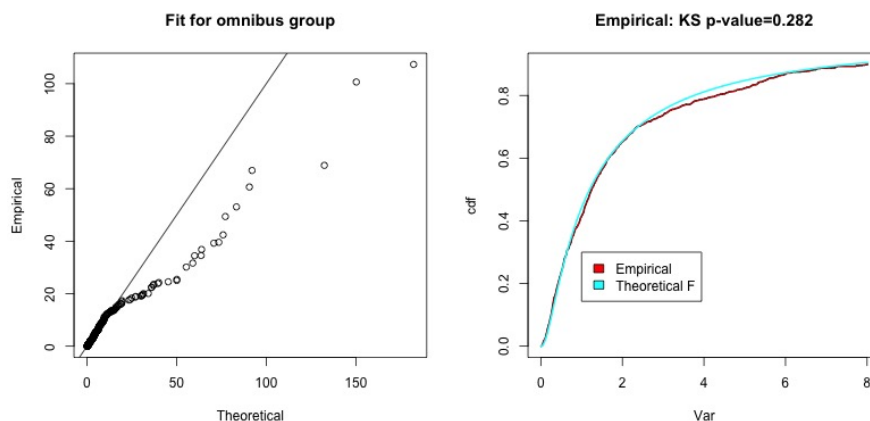 Fit for omnibus group
Empirical
100
80
60
40
20
0
0
50
100
150
Theoretical
Empirical: KS p-value=0.282
cdf
0.8
0.6
0.4
0.2
0.0
Empirical
Theoretical F
0
2
4
6
8
Var